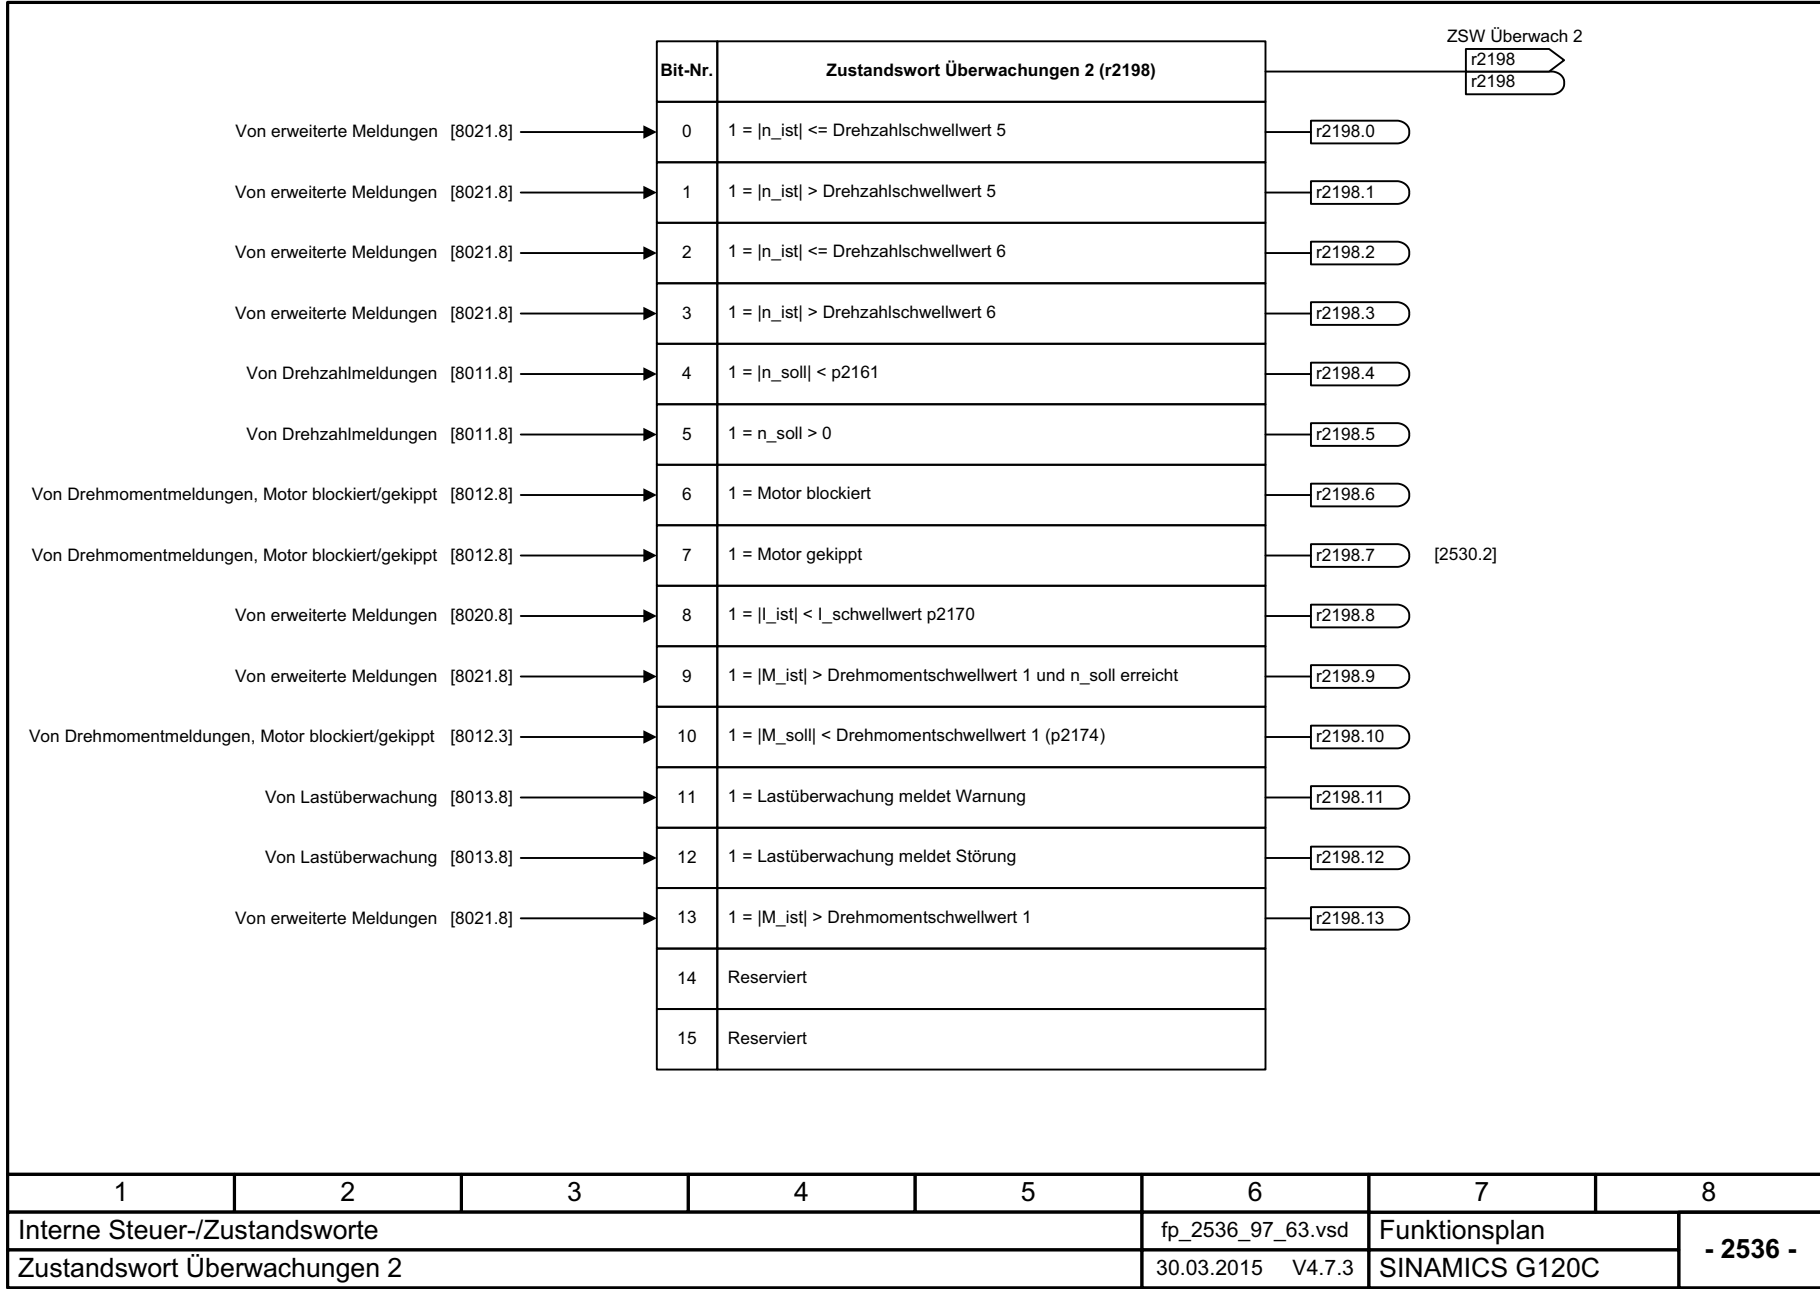 ZSW Überwach 2
Bit-Nr. Zustandswort Überwachungen 2 (r2198) r2198
r2198
Von erweiterte Meldungen [8021.8] 0 1 = |n_ist| <= Drehzahlschwellwert 5 r2198.0
Von erweiterte Meldungen [8021.8] 1 1 = |n_ist| > Drehzahlschwellwert 5 r2198.1
Von erweiterte Meldungen [8021.8] 2 1 = |n_ist| <= Drehzahlschwellwert 6 r2198.2
Von erweiterte Meldungen [8021.8] 3 1 = |n_ist| > Drehzahlschwellwert 6 r2198.3
Von Drehzahlmeldungen [8011.8] 4 1 = |n_soll| < p2161 r2198.4
Von Drehzahlmeldungen [8011.8] 5 1 = n_soll > 0 r2198.5
Von Drehmomentmeldungen, Motor blockiert/gekippt [8012.8] 6 1 = Motor blockiert r2198.6
Von Drehmomentmeldungen, Motor blockiert/gekippt [8012.8] 7 1 = Motor gekippt r2198.7 [2530.2]
Von erweiterte Meldungen [8020.8] 8 1 = |I_ist| < I_schwellwert p2170 r2198.8
Von erweiterte Meldungen [8021.8] 9 1 = |M_ist| > Drehmomentschwellwert 1 und n_soll erreicht r2198.9
Von Drehmomentmeldungen, Motor blockiert/gekippt [8012.3] 10 1 = |M_soll| < Drehmomentschwellwert 1 (p2174) r2198.10
Von Lastüberwachung [8013.8] 11 1 = Lastüberwachung meldet Warnung r2198.11
Von Lastüberwachung [8013.8] 12 1 = Lastüberwachung meldet Störung r2198.12
Von erweiterte Meldungen [8021.8] 13 1 = |M_ist| > Drehmomentschwellwert 1 r2198.13
14 Reserviert
15 Reserviert
1 2 3 4 5 6 7 8
Interne Steuer-/Zustandsworte fp_2536_97_63.vsd Funktionsplan - 2536 -
Zustandswort Überwachungen 2 30.03.2015 V4.7.3 SINAMICS G120C